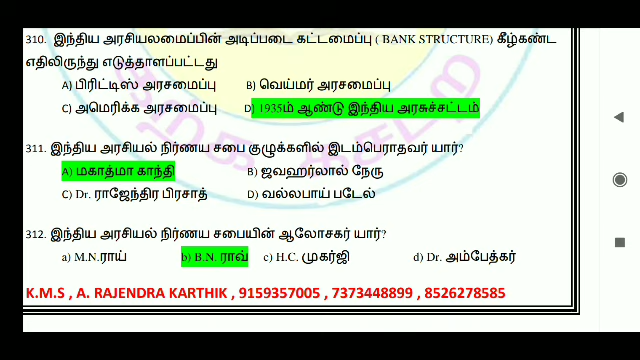 310. இந்திய அரசியலமைப்பின் அடிப்படை கட்டமைப்பு ( BANK STRUCTURE) கீழ்கண்ட
எதிலிருந்து எடுத்தாளப்பட்டது
A) பிரிட்டிஸ் அரசமைப்பு B) வெய்மர் அரசமைப்பு
C) அமெரிக்க அரசமைப்பு D) 1935ம் ஆண்டு இந்திய அரசுச்சட்டம்
311. இந்திய அரசியல் நிர்ணய சபை குழுக்களில் இடம்பெராதவர் யார்?
A) மகாத்மா காந்தி B) ஜவஹர்லால் நேரு
C) Dr. ராஜேந்திர பிரசாத் D) வல்லபாய் படேல்
312. இந்திய அரசியல் நிர்ணய சபையின் ஆலோசகர் யார்?
a) M.N.ராய் b) B.N. ராவ் c) H.C. முகர்ஜி d) Dr. அம்பேத்கர்
K.M.S , A. RAJENDRA KARTHIK , 9159357005 , 7373448899 , 8526278585